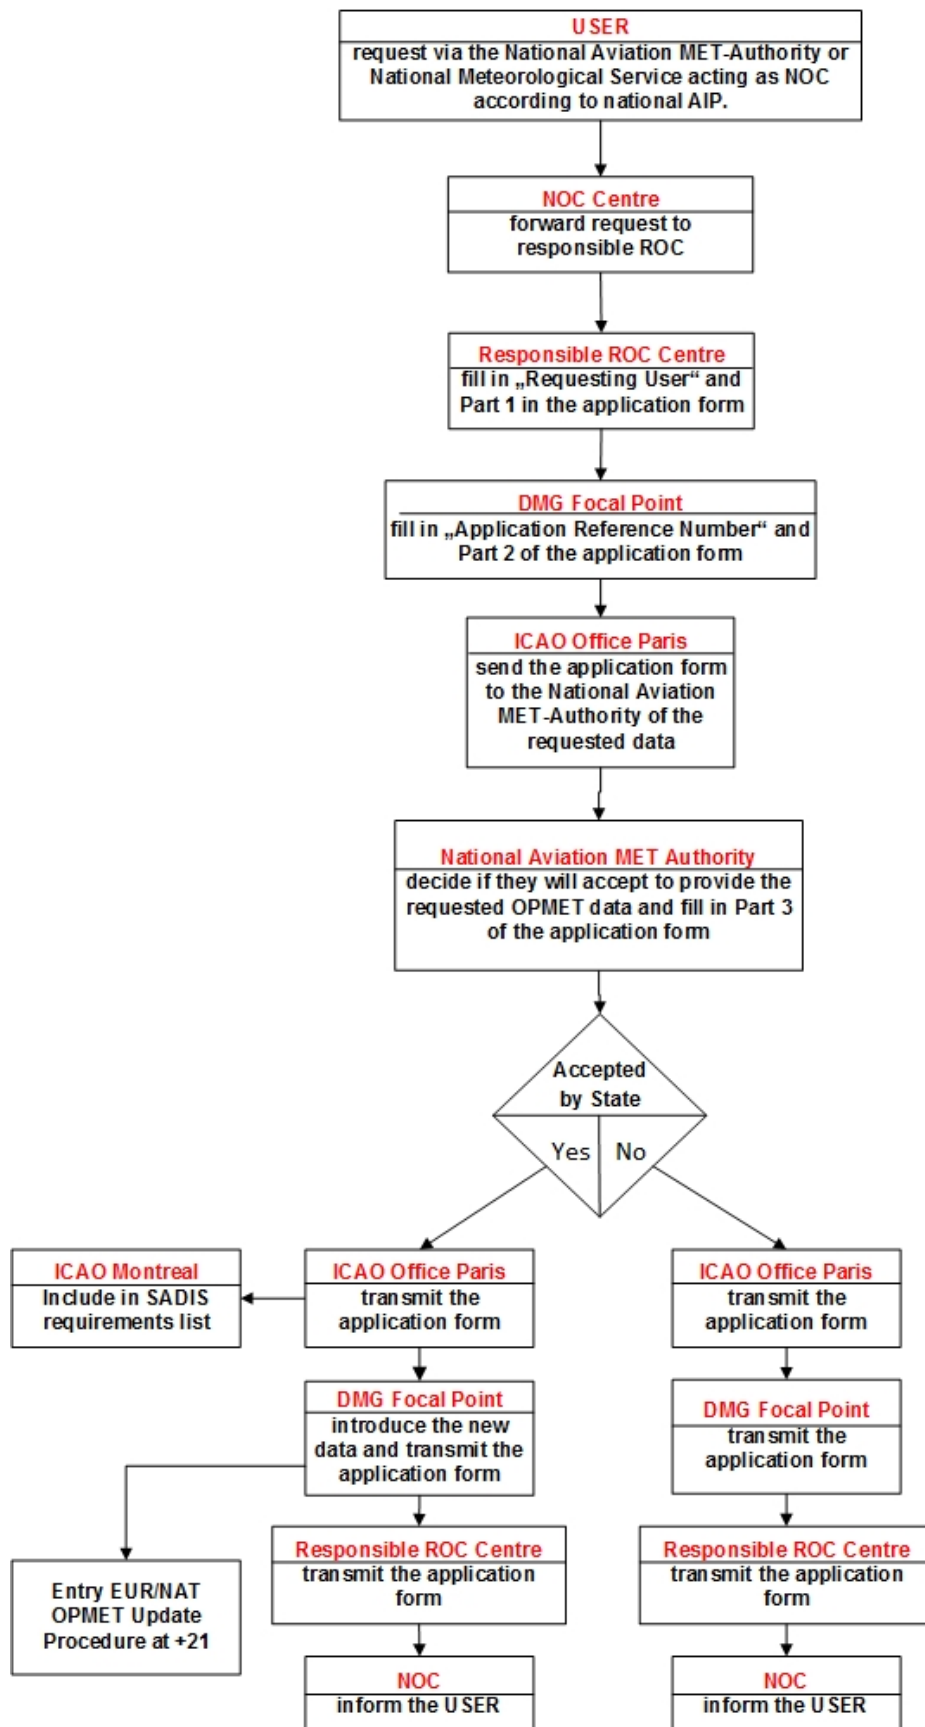 USER
request via the National Aviation MET-Authority or
National Meteorological Service acting as NOC
according to national AIP.
NOC Centre
forward request to
responsible ROC
Responsible ROC Centre
fill in „Requesting User“ and
Part 1 in the application form
DMG Focal Point
fill in „Application Reference Number“ and
Part 2 of the application form
ICAO Office Paris
send the application form
to the National Aviation
MET-Authority of the
requested data
National Aviation MET Authority
decide if they will accept to provide the
requested OPMET data and fill in Part 3
of the application form
Accepted
by State
Yes
No
ICAO Montreal
Include in SADIS
requirements list
ICAO Office Paris
transmit the
application form
ICAO Office Paris
transmit the
application form
DMG Focal Point
introduce the new
data and transmit the
application form
DMG Focal Point
transmit the
application form
Entry EUR/NAT
OPMET Update
Procedure at +21
Responsible ROC Centre
transmit the application
form
Responsible ROC Centre
transmit the application
form
NOC
inform the USER
NOC
inform the USER